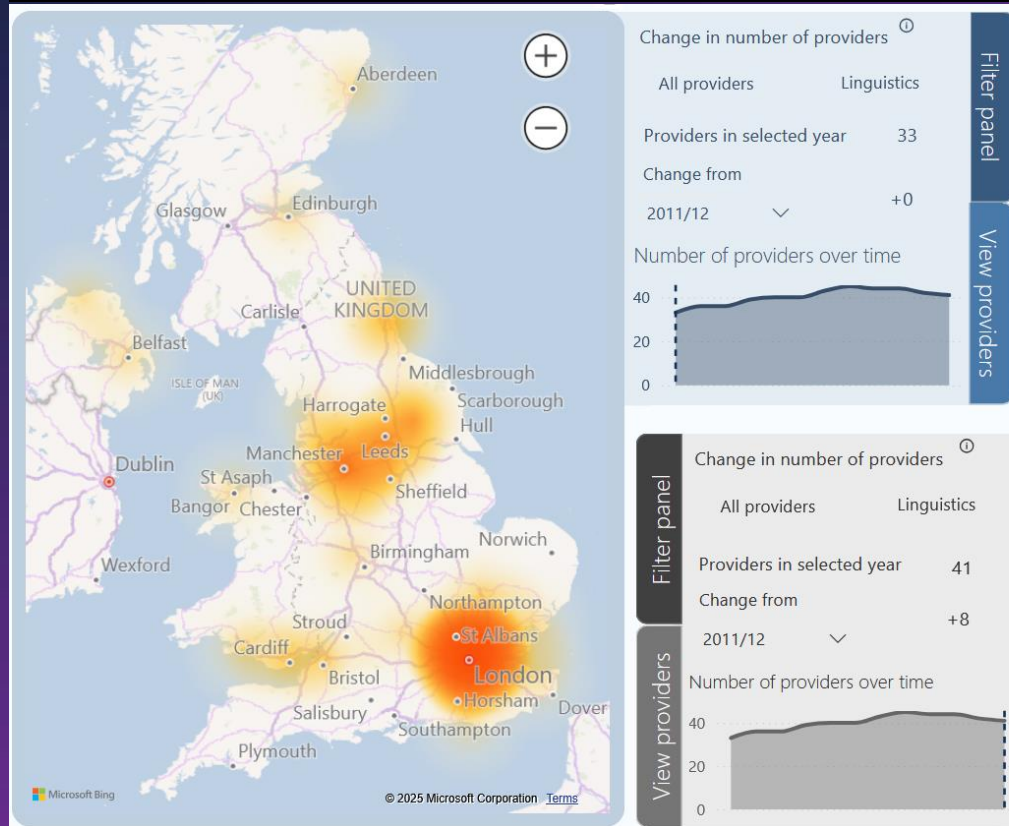 Aberdeen
Edinburgh
Glasgow
UNITED
KINGDOM
Carlisle
Belfast
ISLE OF MAN
(UK)
Middlesbrough
Scarborough
Harrogate
Hull
Manchester
Leeds
Dublin
St Asaph
Sheffield
Bangor
Chester
Norwich
Birmingham
Wexford
Northampton
Stroud
St Albans
Cardiff
London
Bristol
Horsham
Dover
Salisbury
Southampton
Plymouth
Microsoft Bing
© 2025 Microsoft Corporation Terms
Change in number of providers
All providers Linguistics
Providers in selected year 33
Change from
+0
2011/12
Number of providers over time
40
20
0
Filter panel
View providers
Change in number of providers
All providers Linguistics
Providers in selected year 41
Change from
+8
2011/12
Number of providers over time
40
20
0
Filter panel
View providers